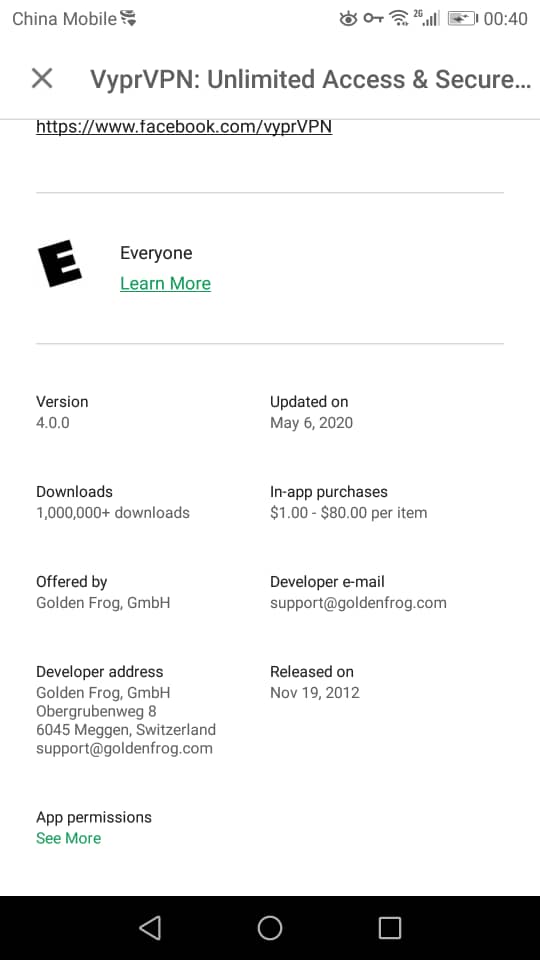 China Mobile 2G 00:40
VyprVPN: Unlimited Access & Secure...
https://www.facebook.com/vyprVPN
E
Everyone
Learn More
Version
4.0.0
Updated on
May 6, 2020
Downloads
1,000,000+ downloads
In-app purchases
$1.00 - $80.00 per item
Offered by
Golden Frog, GmbH
Developer e-mail
support@goldenfrog.com
Developer address
Golden Frog, GmbH
Obergrubenweg 8
6045 Meggen, Switzerland
support@goldenfrog.com
Released on
Nov 19, 2012
App permissions
See More